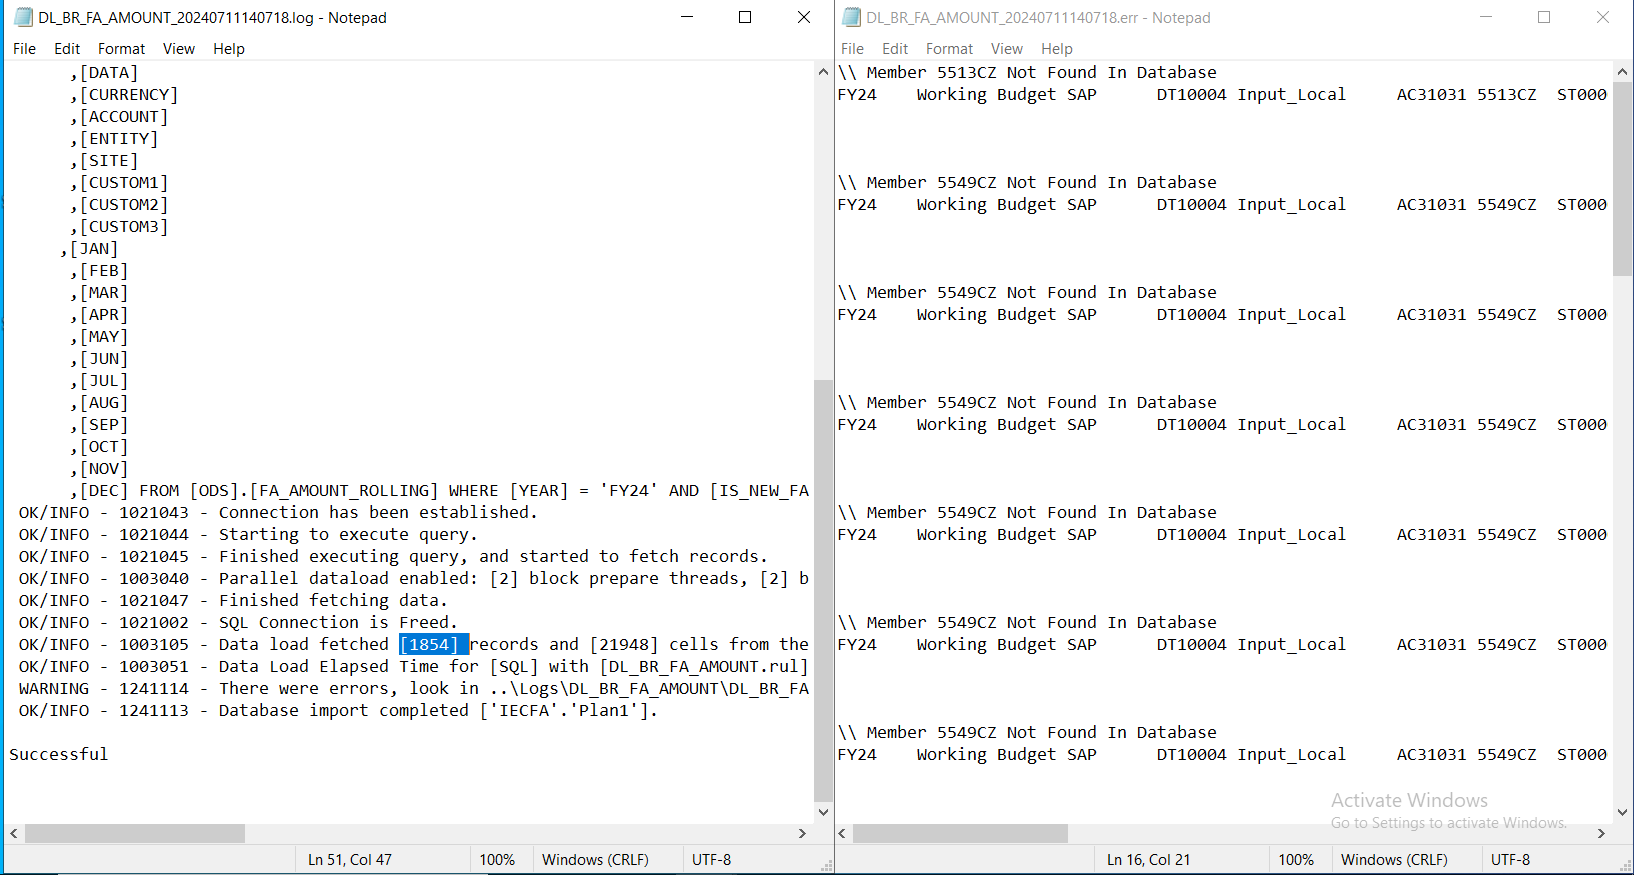 DL_BR_FA_AMOUNT_20240711140718.log - Notepad
File Edit Format View Help
,[DATA]
,[CURRENCY]
,[ACCOUNT]
,[ENTITY]
,[SITE]
,[CUSTOM1]
,[CUSTOM2]
,[CUSTOM3]
,[JAN]
,[FEB]
,[MAR]
,[APR]
,[MAY]
,[JUN]
,[JUL]
,[AUG]
,[SEP]
,[OCT]
,[NOV]
,[DEC] FROM [ODS].[FA_AMOUNT_ROLLING] WHERE [YEAR] = 'FY24' AND [IS_NEW_FA
OK/INFO - 1021043 - Connection has been established.
OK/INFO - 1021044 - Starting to execute query.
OK/INFO - 1021045 - Finished executing query, and started to fetch records.
OK/INFO - 1003040 - Parallel dataload enabled: [2] block prepare threads, [2] b
OK/INFO - 1021047 - Finished fetching data.
OK/INFO - 1021002 - SQL Connection is Freed.
OK/INFO - 1003105 - Data load fetched [1854] records and [21948] cells from the
OK/INFO - 1003051 - Data Load Elapsed Time for [SQL] with [DL_BR_FA_AMOUNT.rul]
WARNING - 1241114 - There were errors, look in ..\Logs\DL_BR_FA_AMOUNT\DL_BR_FA
OK/INFO - 1241113 - Database import completed ['IECFA'.'Plan1'].
Successful
Ln 51, Col 47 100% Windows (CRLF) UTF-8
DL_BR_FA_AMOUNT_20240711140718.err - Notepad
File Edit Format View Help
\\ Member 5513CZ Not Found In Database
FY24 Working Budget SAP DT10004 Input_Local AC31031 5513CZ ST000
\\ Member 5549CZ Not Found In Database
FY24 Working Budget SAP DT10004 Input_Local AC31031 5549CZ ST000
\\ Member 5549CZ Not Found In Database
FY24 Working Budget SAP DT10004 Input_Local AC31031 5549CZ ST000
\\ Member 5549CZ Not Found In Database
FY24 Working Budget SAP DT10004 Input_Local AC31031 5549CZ ST000
\\ Member 5549CZ Not Found In Database
FY24 Working Budget SAP DT10004 Input_Local AC31031 5549CZ ST000
\\ Member 5549CZ Not Found In Database
FY24 Working Budget SAP DT10004 Input_Local AC31031 5549CZ ST000
\\ Member 5549CZ Not Found In Database
FY24 Working Budget SAP DT10004 Input_Local AC31031 5549CZ ST000
Activate Windows
Go to Settings to activate Windows.
Ln 16, Col 21 100% Windows (CRLF) UTF-8